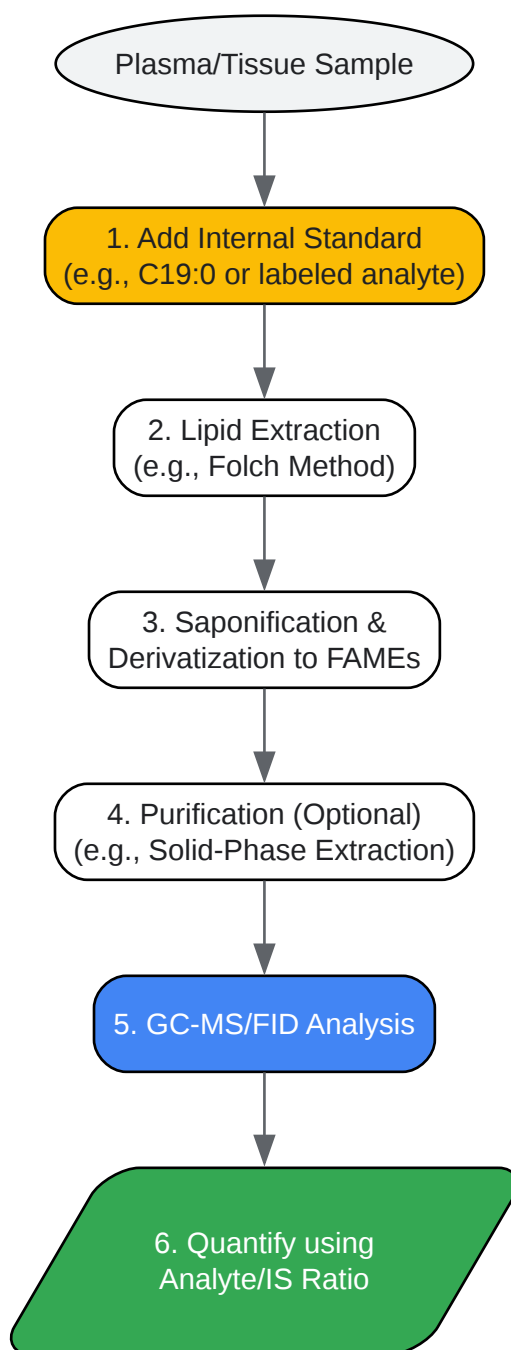 Plasma/Tissue Sample
1. Add Internal Standard
(e.g., C19:0 or labeled analyte)
2. Lipid Extraction
(e.g., Folch Method)
3. Saponification &
Derivatization to FAMEs
4. Purification (Optional)
(e.g., Solid-Phase Extraction)
5. GC-MS/FID Analysis
6. Quantify using
Analyte/IS Ratio